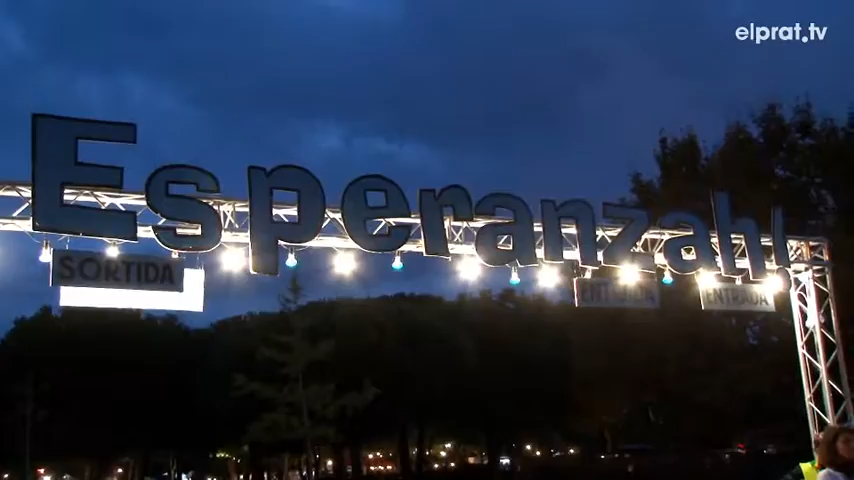 elprat.tv
Esperanzah!
SORTIDA
ENTRADA
ENTRADA